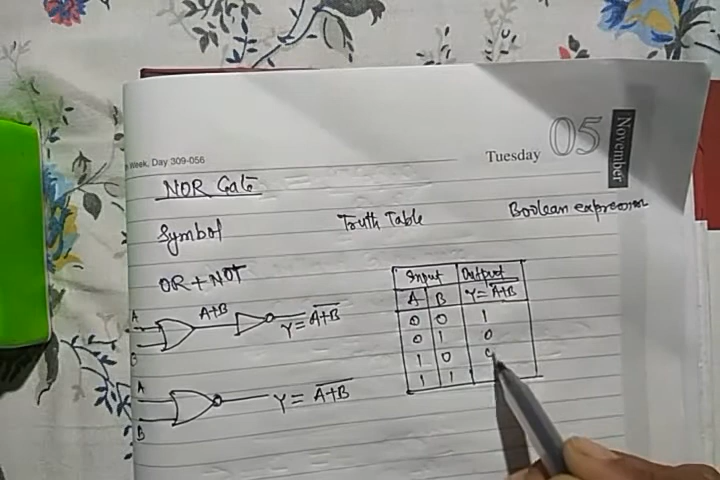 Week, Day 309-056
Tuesday 05 November
NOR Gate
Symbol Truth Table Boolean expression
OR + NOT
A B A+B Y = A̅+̅B̅
A B Y = A̅+̅B̅
Input Output
A B Y = A̅+̅B̅
0 0 1
0 1 0
1 0 0
1 1